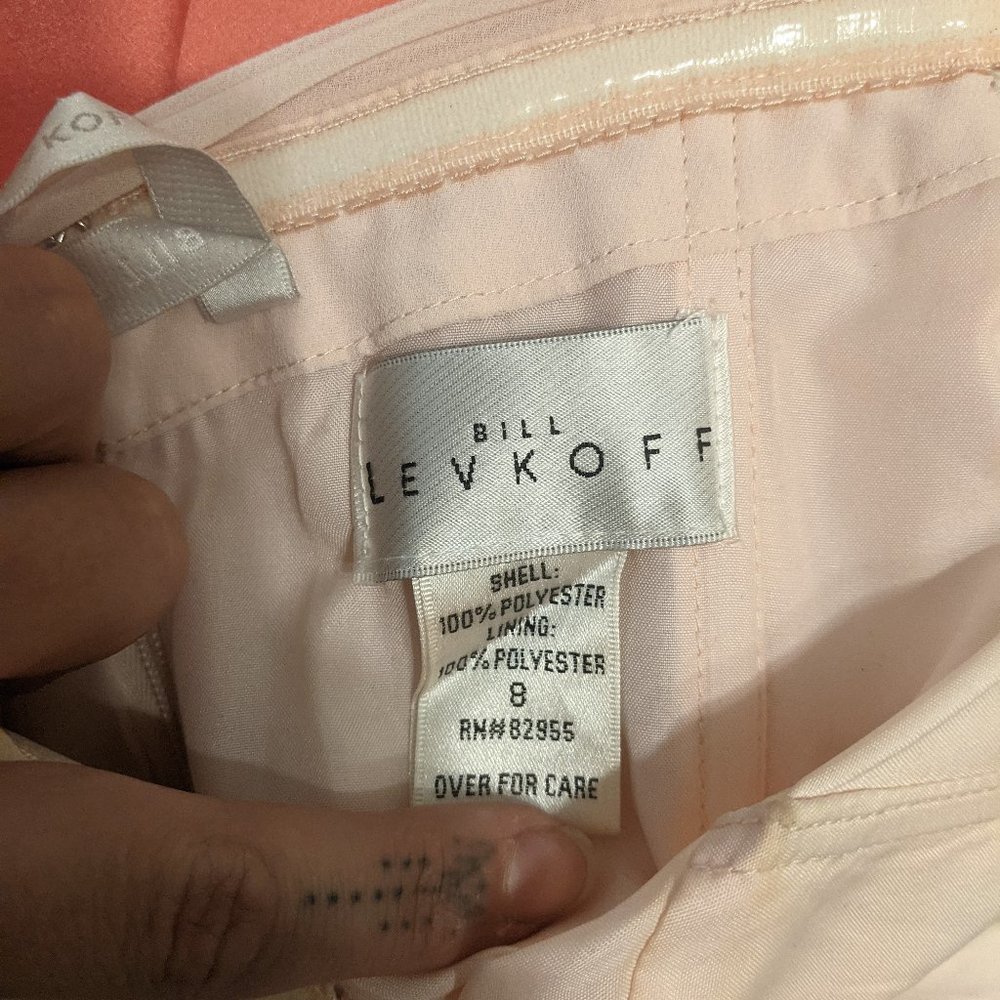 BILL
LEVKOFF
SHELL:
100% POLYESTER
LINING:
100% POLYESTER
8
RN#82955
OVER FOR CARE